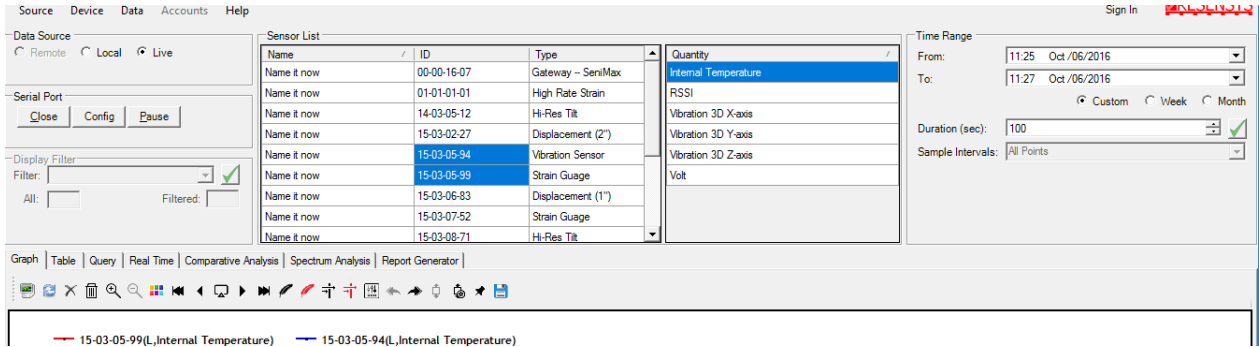 Source Device Data Accounts Help Sign In RESENSYS
Data Source
Remote Local Live
Serial Port
Close Config Pause
Display Filter
Filter:
All: Filtered:
Sensor List
Name / ID Type
Name it now 00-00-16-07 Gateway -- SeniMax
Name it now 01-01-01-01 High Rate Strain
Name it now 14-03-05-12 Hi-Res Tilt
Name it now 15-03-02-27 Displacement (2")
Name it now 15-03-05-94 Vibration Sensor
Name it now 15-03-05-99 Strain Guage
Name it now 15-03-06-83 Displacement (1")
Name it now 15-03-07-52 Strain Guage
Name it now 15-03-08-71 Hi-Res Tilt
Quantity /
Internal Temperature
RSSI
Vibration 3D X-axis
Vibration 3D Y-axis
Vibration 3D Z-axis
Volt
Time Range
From: 11:25 Oct /06/2016
To: 11:27 Oct /06/2016
Custom Week Month
Duration (sec): 100
Sample Intervals: All Points
Graph Table Query Real Time Comparative Analysis Spectrum Analysis Report Generator
15-03-05-99(L,Internal Temperature) 15-03-05-94(L,Internal Temperature)